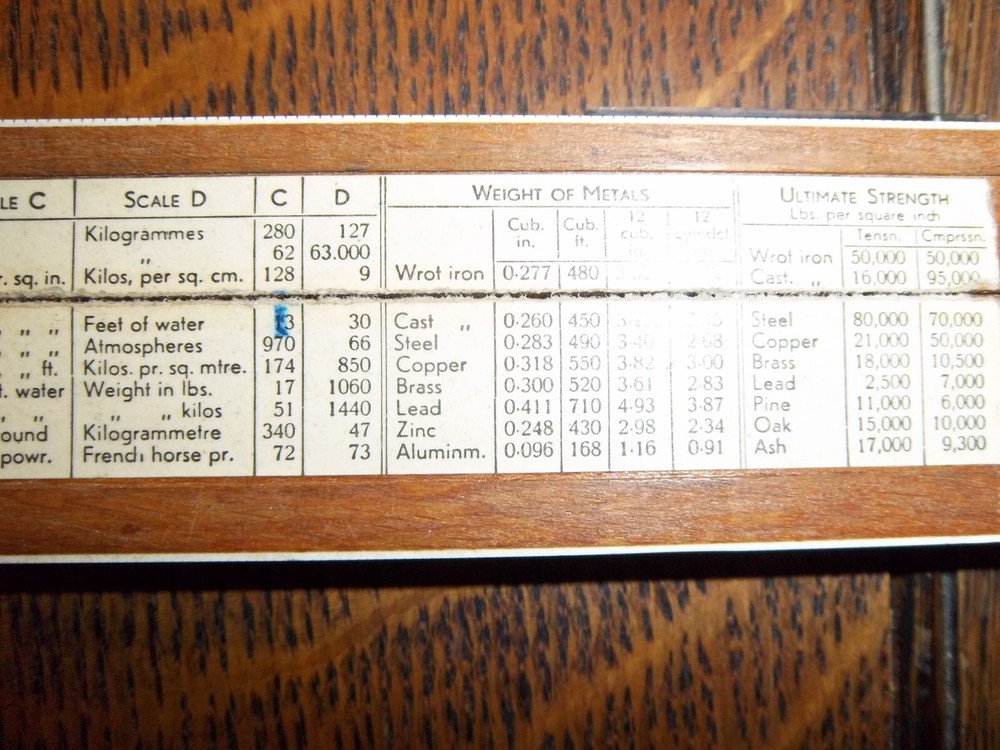 LE C SCALE D C D WEIGHT OF METALS ULTIMATE STRENGTH
Lbs. per square inch
Cub. in. Cub. ft. 12 cub. 12
Tensn. Cmprssn.
Kilogrammes 280 127
„ 62 63.000 Wrot iron 50,000 50,000
r. sq. in. Kilos, per sq. cm. 128 9 Wrot iron 0·277 480 Cast. „ 16,000 95,000
„ „ „ Feet of water 30 Cast „ 0·260 450 Steel 80,000 70,000
„ „ „ Atmospheres 970 66 Steel 0·283 490 3·40 2·68 Copper 21,000 50,000
„ „ ft. Kilos. pr. sq. mtre. 174 850 Copper 0·318 550 3·82 3·00 Brass 18,000 10,500
t. water Weight in lbs. 17 1060 Brass 0·300 520 3·61 2·83 Lead 2,500 7,000
„ „ „ „ kilos 51 1440 Lead 0·411 710 4·93 3·87 Pine 11,000 6,000
ound Kilogrammetre 340 47 Zinc 0·248 430 2·98 2·34 Oak 15,000 10,000
powr. French horse pr. 72 73 Aluminm. 0·096 168 1·16 0·91 Ash 17,000 9,300